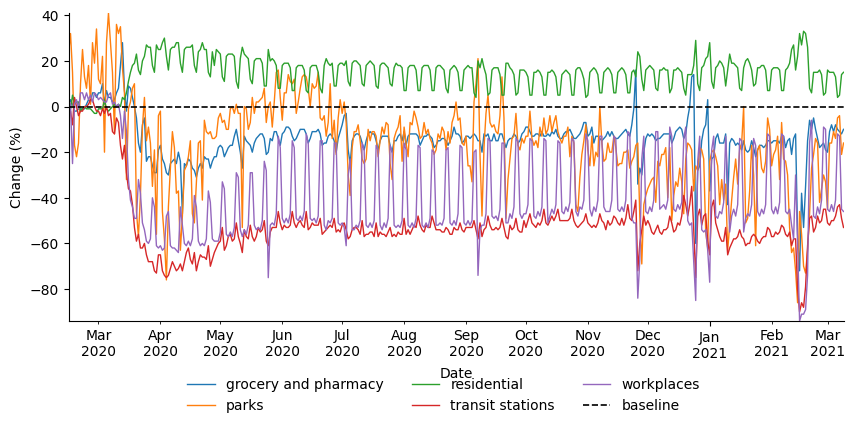 40
20
0
−20
−40
−60
−80
Change (%)
Mar Apr May Jun Jul Aug Sep Oct Nov Dec Jan Feb Mar
2020 2020 2020 2020 2020 2020 2020 2020 2020 2020 2021 2021 2021
Date
grocery and pharmacy residential workplaces
parks transit stations baseline